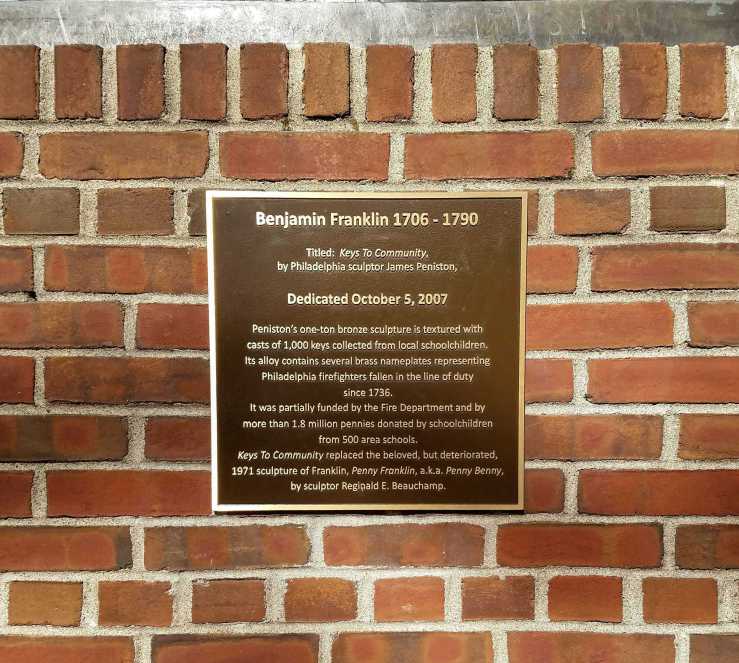 Benjamin Franklin 1706 - 1790
Titled: Keys To Community,
by Philadelphia sculptor James Peniston,
Dedicated October 5, 2007
Peniston's one-ton bronze sculpture is textured with
casts of 1,000 keys collected from local schoolchildren.
Its alloy contains several brass nameplates representing
Philadelphia firefighters fallen in the line of duty
since 1736.
It was partially funded by the Fire Department and by
more than 1.8 million pennies donated by schoolchildren
from 500 area schools.
Keys To Community replaced the beloved, but deteriorated,
1971 sculpture of Franklin, Penny Franklin, a.k.a. Penny Benny,
by sculptor Reginald E. Beauchamp.